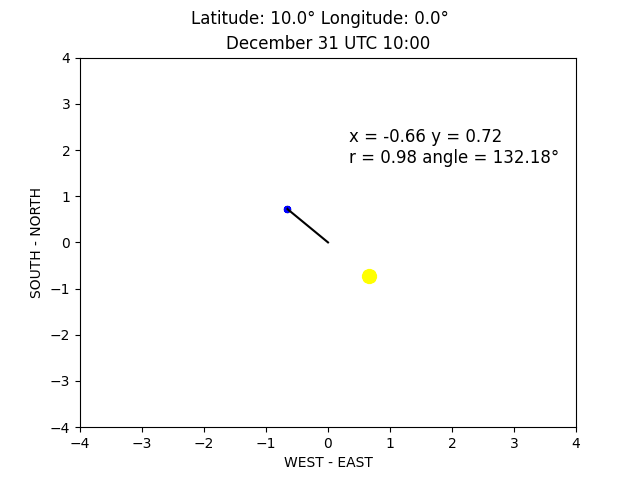 Latitude: 10.0° Longitude: 0.0°
December 31 UTC 10:00
x = -0.66 y = 0.72
r = 0.98 angle = 132.18°
4
3
2
1
0
−1
−2
−3
−4
SOUTH - NORTH
−4 −3 −2 −1 0 1 2 3 4
WEST - EAST